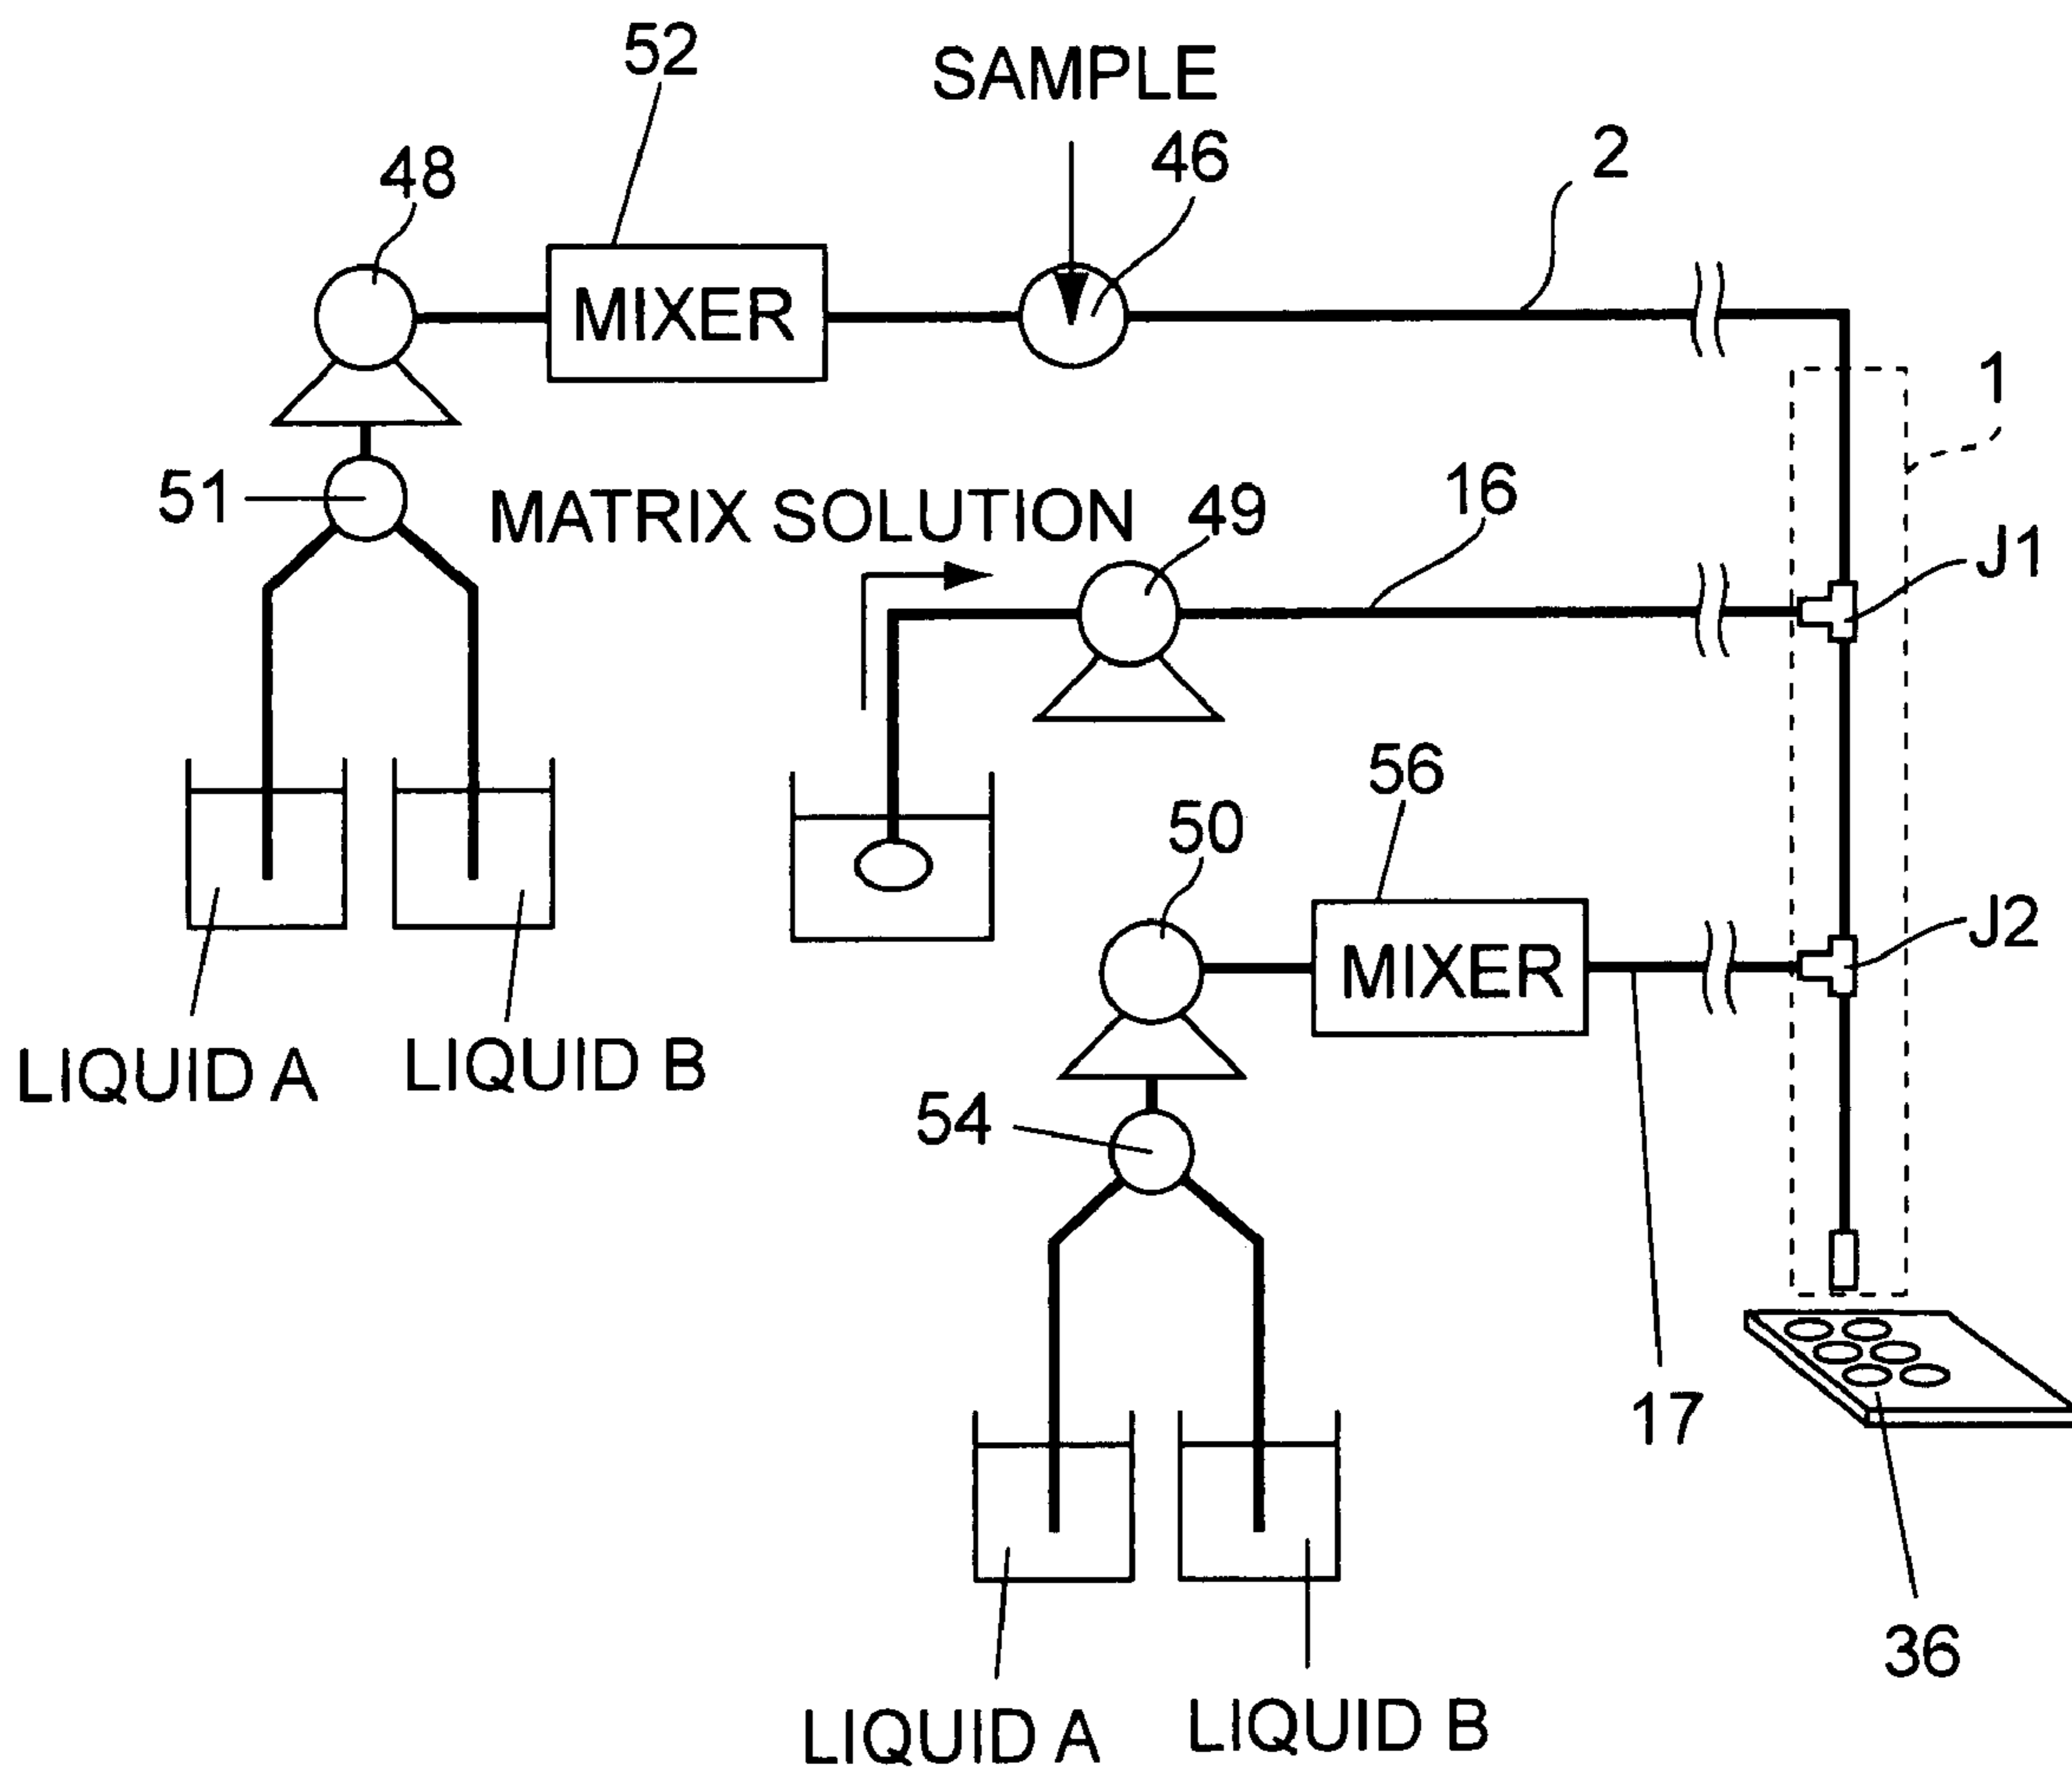 52
SAMPLE
46
2
48
MIXER
1
51
MATRIX SOLUTION
49
16
J1
56
50
J2
MIXER
LIQUID A
LIQUID B
54
17
36
LIQUID A
LIQUID B